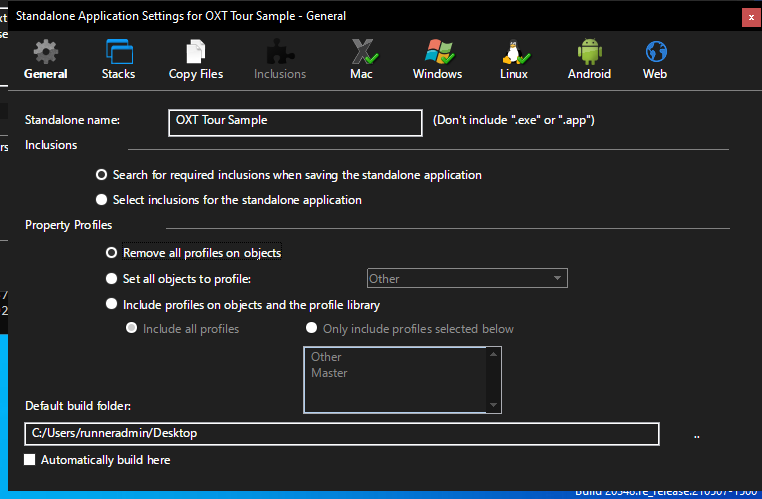 Standalone Application Settings for OXT Tour Sample - General
x
General Stacks Copy Files Inclusions Mac Windows Linux Android Web
Standalone name: OXT Tour Sample (Don't include ".exe" or ".app")
Inclusions
Search for required inclusions when saving the standalone application
Select inclusions for the standalone application
Property Profiles
Remove all profiles on objects
Set all objects to profile: Other
Include profiles on objects and the profile library
Include all profiles Only include profiles selected below
Other
Master
Default build folder:
C:/Users/runneradmin/Desktop ..
Automatically build here